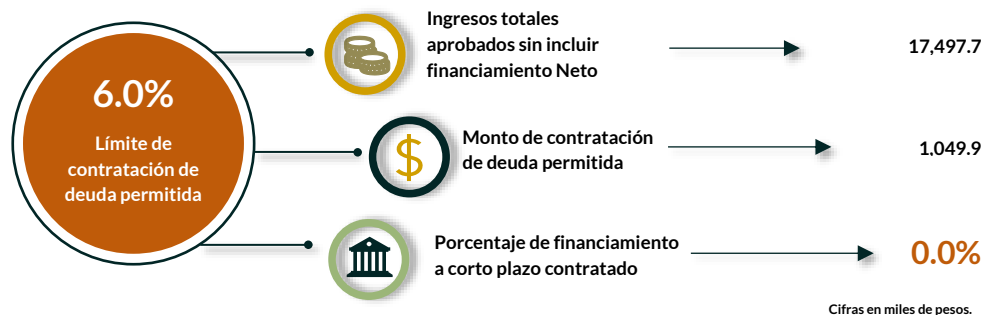 6.0%
Límite de
contratación de
deuda permitida
Ingresos totales
aprobados sin incluir
financiamiento Neto
17,497.7
$
Monto de contratación
de deuda permitida
1,049.9
Porcentaje de financiamiento
a corto plazo contratado
0.0%
Cifras en miles de pesos.